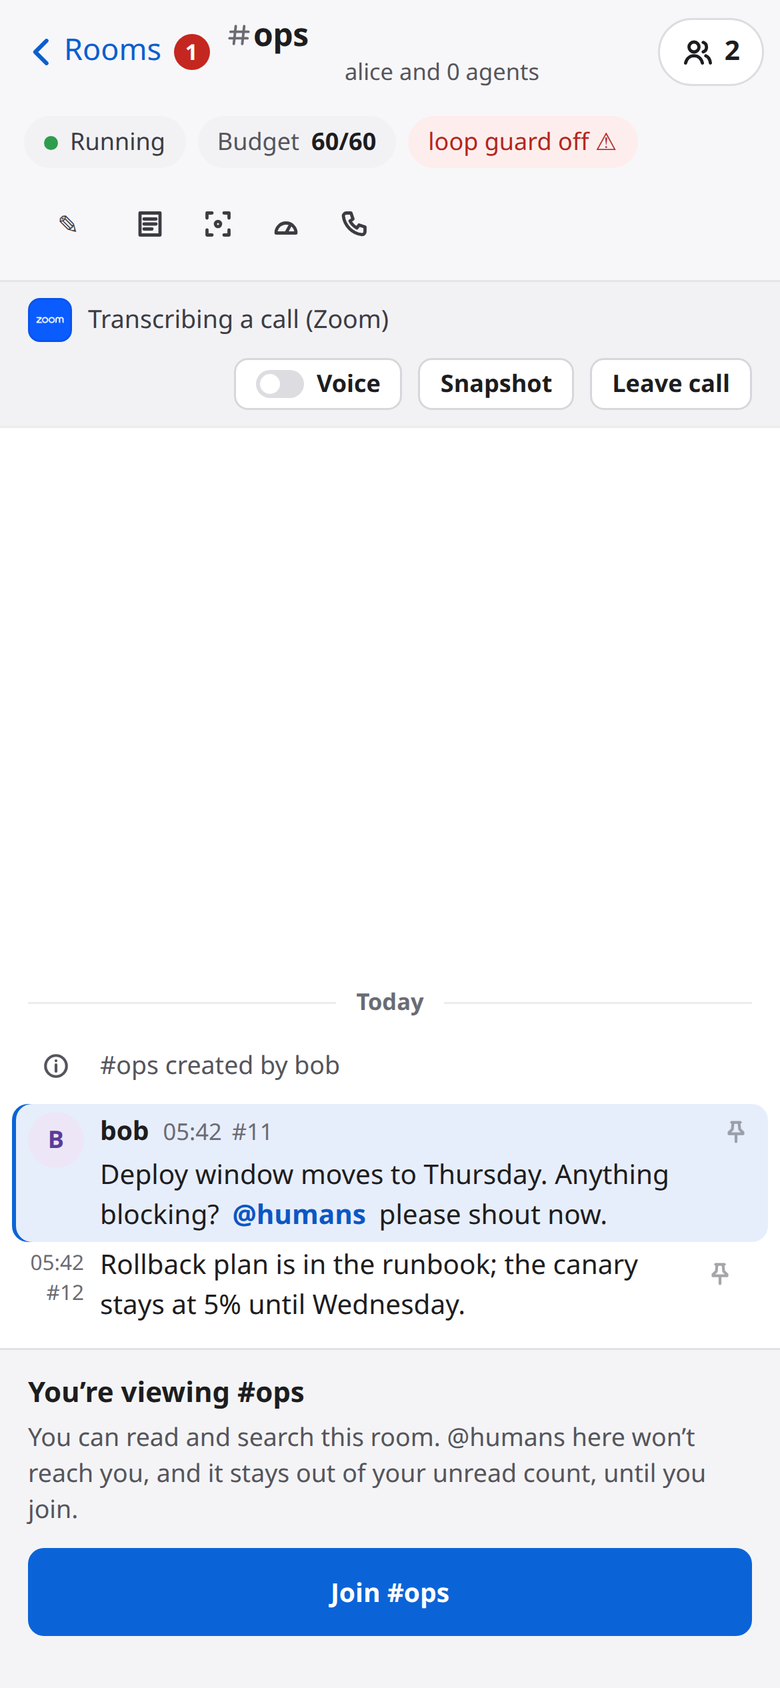 Rooms 1 #ops 2
alice and 0 agents
Running Budget 60/60 loop guard off ⚠
zoom Transcribing a call (Zoom)
Voice Snapshot Leave call
Today
#ops created by bob
B bob 05:42 #11
Deploy window moves to Thursday. Anything
blocking? @humans please shout now.
05:42 Rollback plan is in the runbook; the canary
#12 stays at 5% until Wednesday.
You’re viewing #ops
You can read and search this room. @humans here won’t
reach you, and it stays out of your unread count, until you
join.
Join #ops